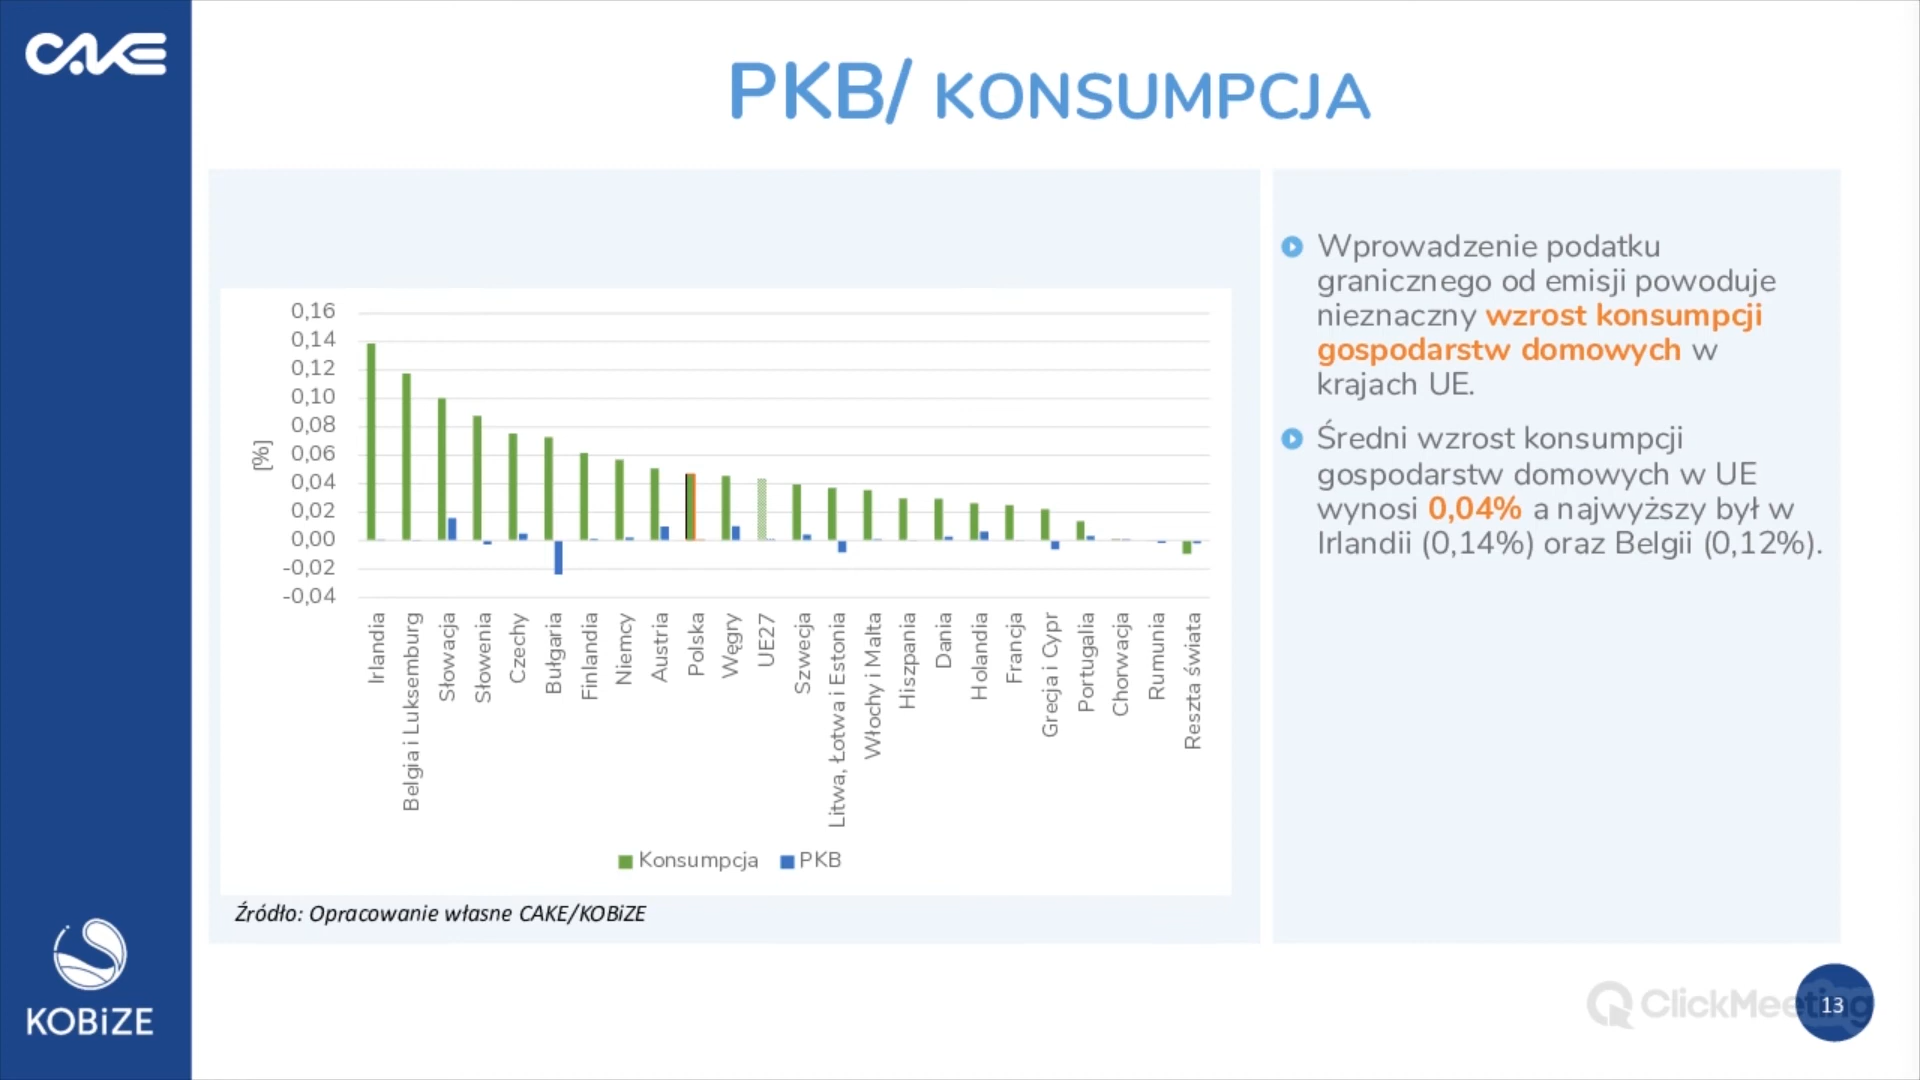 CAKE
PKB/ KONSUMPCJA
0,16
0,14
0,12
0,10
0,08
0,06
0,04
0,02
0,00
-0,02
-0,04
[%]
Irlandia
Belgia i Luksemburg
Słowacja
Słowenia
Czechy
Bułgaria
Finlandia
Niemcy
Austria
Polska
Węgry
UE27
Szwecja
Litwa, Łotwa i Estonia
Włochy i Malta
Hiszpania
Dania
Holandia
Francja
Grecja i Cypr
Portugalia
Chorwacja
Rumunia
Reszta świata
Konsumpcja PKB
Źródło: Opracowanie własne CAKE/KOBiZE
Wprowadzenie podatku
granicznego od emisji powoduje
nieznaczny wzrost konsumpcji
gospodarstw domowych w
krajach UE.
Średni wzrost konsumpcji
gospodarstw domowych w UE
wynosi 0,04% a najwyższy był w
Irlandii (0,14%) oraz Belgii (0,12%).
KOBiZE
ClickMeeting
13